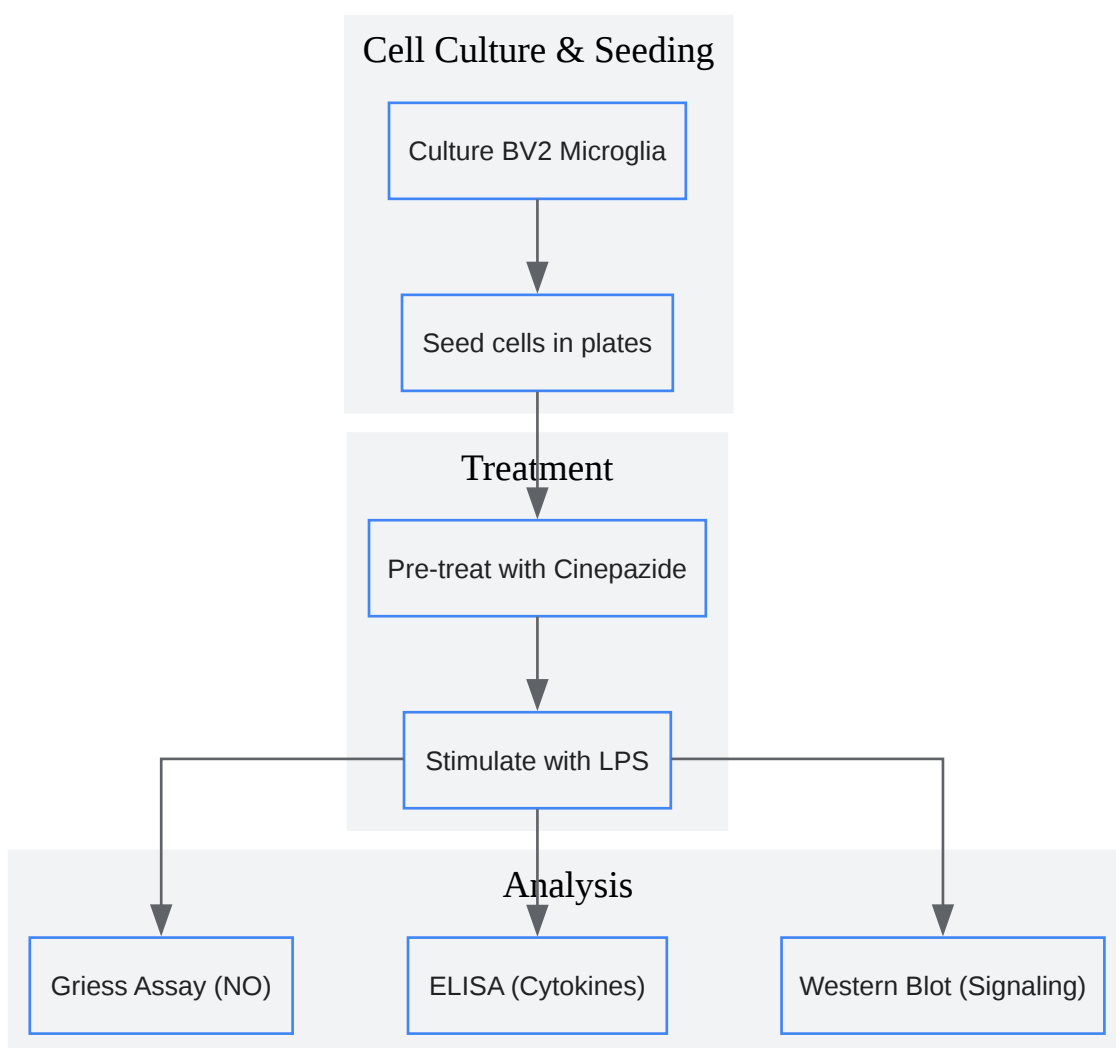 Cell Culture & Seeding
Culture BV2 Microglia
Seed cells in plates
Treatment
Pre-treat with Cinepazide
Stimulate with LPS
Analysis
Griess Assay (NO)
ELISA (Cytokines)
Western Blot (Signaling)